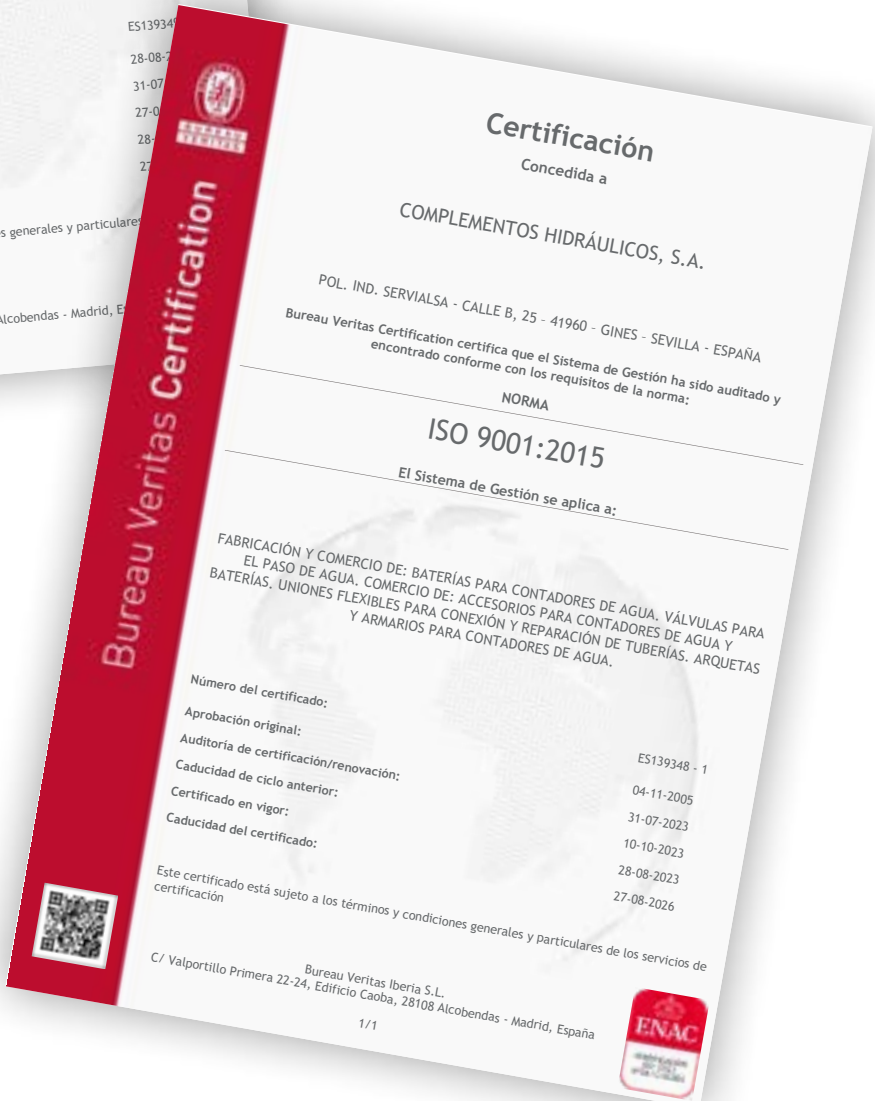 ES139348
28-08-2
31-07
27-0
28-
27
s generales y particulares
Alcobendas - Madrid, Es
BUREAU
VERITAS
Bureau Veritas Certification
Certificación
Concedida a
COMPLEMENTOS HIDRÁULICOS, S.A.
POL. IND. SERVIALSA - CALLE B, 25 - 41960 - GINES - SEVILLA - ESPAÑA
Bureau Veritas Certification certifica que el Sistema de Gestión ha sido auditado y
encontrado conforme con los requisitos de la norma:
NORMA
ISO 9001:2015
El Sistema de Gestión se aplica a:
FABRICACIÓN Y COMERCIO DE: BATERÍAS PARA CONTADORES DE AGUA. VÁLVULAS PARA
EL PASO DE AGUA. COMERCIO DE: ACCESORIOS PARA CONTADORES DE AGUA Y
BATERÍAS. UNIONES FLEXIBLES PARA CONEXIÓN Y REPARACIÓN DE TUBERÍAS. ARQUETAS
Y ARMARIOS PARA CONTADORES DE AGUA.
Número del certificado: ES139348 - 1
Aprobación original: 04-11-2005
Auditoría de certificación/renovación: 31-07-2023
Caducidad de ciclo anterior: 10-10-2023
Certificado en vigor: 28-08-2023
Caducidad del certificado: 27-08-2026
Este certificado está sujeto a los términos y condiciones generales y particulares de los servicios de
certificación
Bureau Veritas Iberia S.L.
C/ Valportillo Primera 22-24, Edificio Caoba, 28108 Alcobendas - Madrid, España
1/1
ENAC